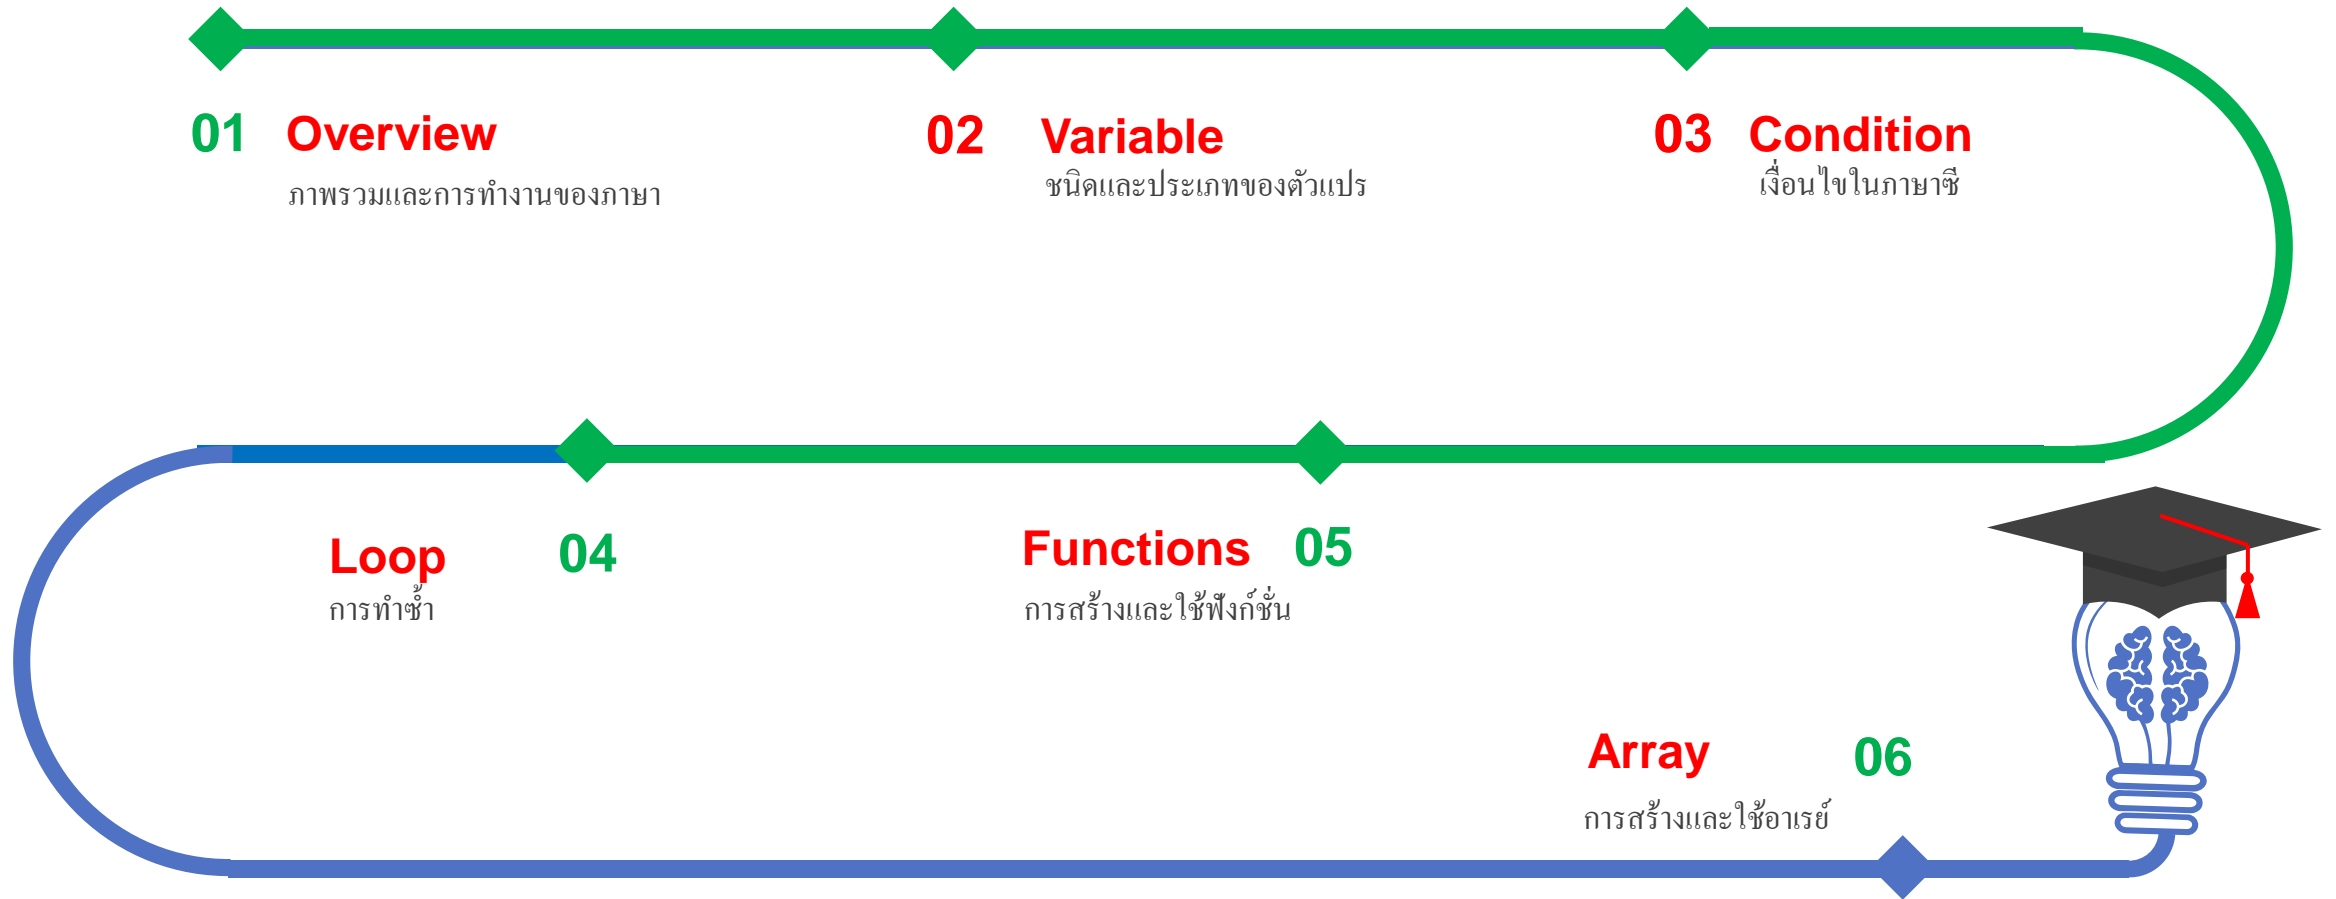 01 Overview
ภาพรวมและการทำงานของภาษา
02 Variable
ชนิดและประเภทของตัวแปร
03 Condition
เงื่อนไขในภาษาซี
Loop 04
การทำซ้ำ
Functions 05
การสร้างและใช้ฟังก์ชั่น
Array 06
การสร้างและใช้อาเรย์